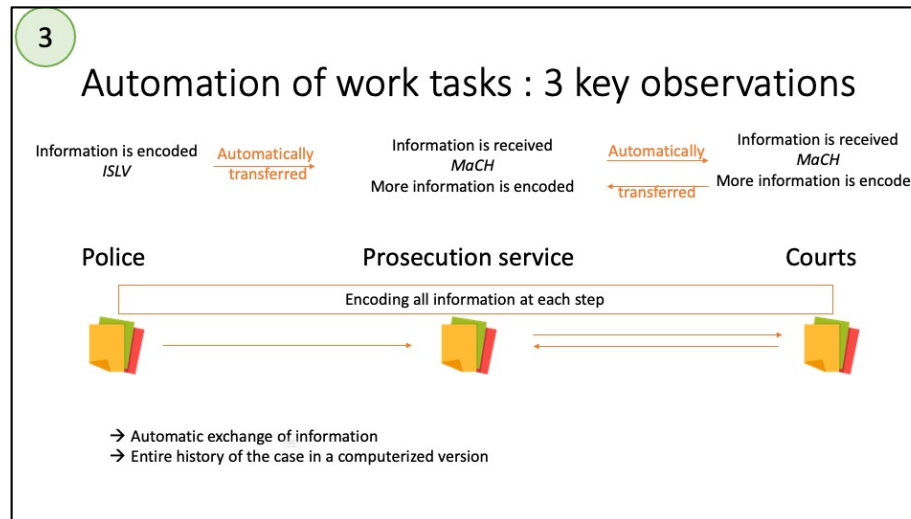 3
Automation of work tasks : 3 key observations
Information is encoded
ISLV
Automatically
transferred
Information is received
MaCH
More information is encoded
Automatically
transferred
Information is received
MaCH
More information is encode
Police
Prosecution service
Courts
Encoding all information at each step
→ Automatic exchange of information
→ Entire history of the case in a computerized version